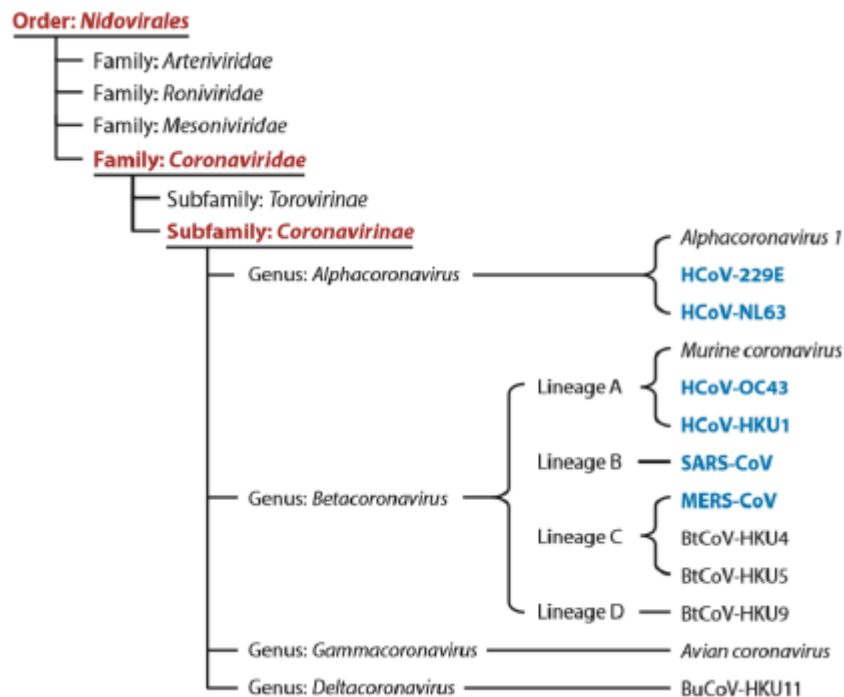 Order: Nidovirales
Family: Arteriviridae
Family: Roniviridae
Family: Mesoniviridae
Family: Coronaviridae
Subfamily: Torovirinae
Subfamily: Coronavirinae
Genus: Alphacoronavirus
Alphacoronavirus 1
HCoV-229E
HCoV-NL63
Genus: Betacoronavirus
Lineage A
Murine coronavirus
HCoV-OC43
HCoV-HKU1
Lineage B
SARS-CoV
Lineage C
MERS-CoV
BtCoV-HKU4
BtCoV-HKU5
Lineage D
BtCoV-HKU9
Genus: Gammacoronavirus
Avian coronavirus
Genus: Deltacoronavirus
BuCoV-HKU11